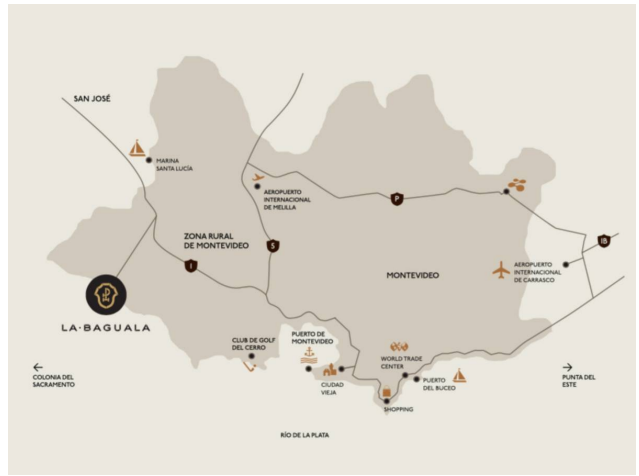 SAN JOSÉ
MARINA
SANTA LUCÍA
AEROPUERTO
INTERNACIONAL
DE MELILLA
P
ZONA RURAL
DE MONTEVIDEO
S
IB
1
MONTEVIDEO
AEROPUERTO
INTERNACIONAL
DE CARRASCO
LA·BAGUALA
CLUB DE GOLF
DEL CERRO
PUERTO DE
MONTEVIDEO
WORLD TRADE
CENTER
COLONIA DEL
SACRAMENTO
CIUDAD
VIEJA
PUERTO
DEL BUCEO
PUNTA DEL
ESTE
SHOPPING
RÍO DE LA PLATA